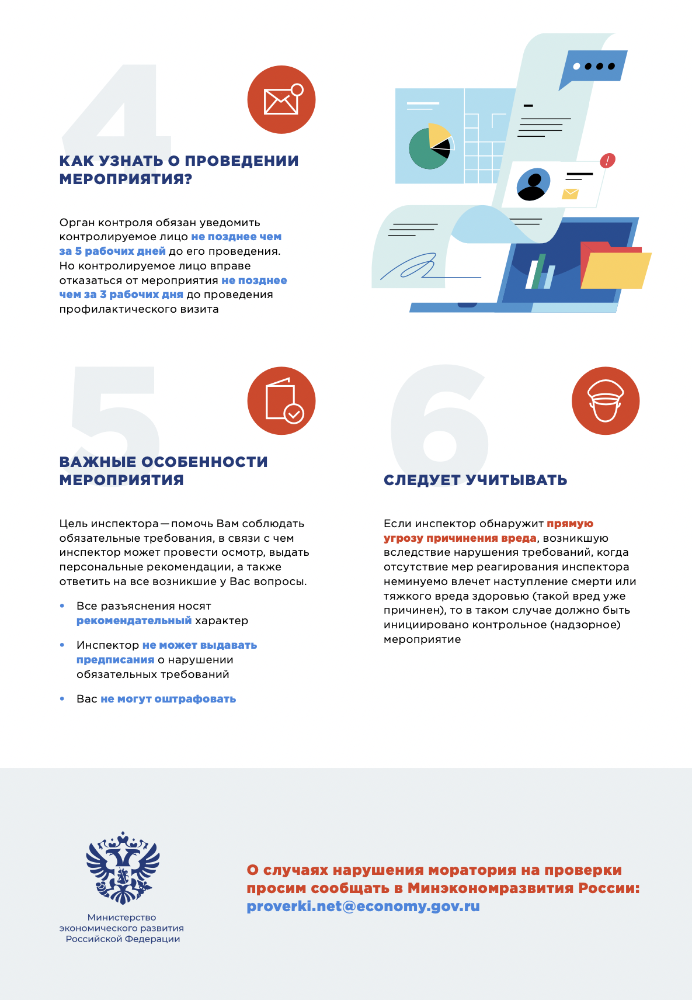 4
КАК УЗНАТЬ О ПРОВЕДЕНИИ
МЕРОПРИЯТИЯ?
Орган контроля обязан уведомить
контролируемое лицо не позднее чем
за 5 рабочих дней до его проведения.
Но контролируемое лицо вправе
отказаться от мероприятия не позднее
чем за 3 рабочих дня до проведения
профилактического визита
5
ВАЖНЫЕ ОСОБЕННОСТИ
МЕРОПРИЯТИЯ
Цель инспектора — помочь Вам соблюдать
обязательные требования, в связи с чем
инспектор может провести осмотр, выдать
персональные рекомендации, а также
ответить на все возникшие у Вас вопросы.
• Все разъяснения носят
рекомендательный характер
• Инспектор не может выдавать
предписания о нарушении
обязательных требований
• Вас не могут оштрафовать
6
СЛЕДУЕТ УЧИТЫВАТЬ
Если инспектор обнаружит прямую
угрозу причинения вреда, возникшую
вследствие нарушения требований, когда
отсутствие мер реагирования инспектора
неминуемо влечет наступление смерти или
тяжкого вреда здоровью (такой вред уже
причинен), то в таком случае должно быть
инициировано контрольное (надзорное)
мероприятие
Министерство
экономического развития
Российской Федерации
О случаях нарушения моратория на проверки
просим сообщать в Минэкономразвития России:
proverki.net@economy.gov.ru